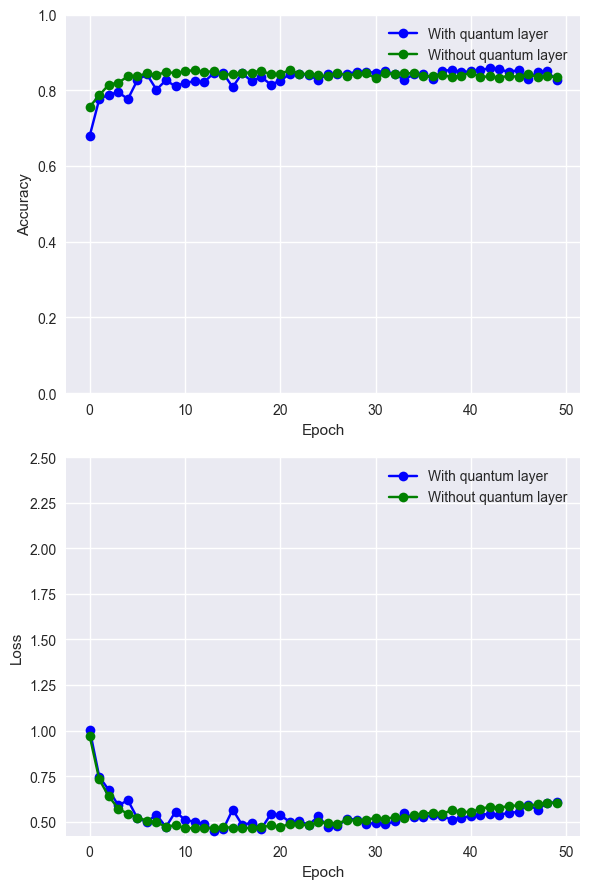 1.0
0.8
0.6
0.4
0.2
0.0
Accuracy
With quantum layer
Without quantum layer
0 10 20 30 40 50
Epoch
2.50
2.25
2.00
1.75
1.50
1.25
1.00
0.75
0.50
Loss
With quantum layer
Without quantum layer
0 10 20 30 40 50
Epoch